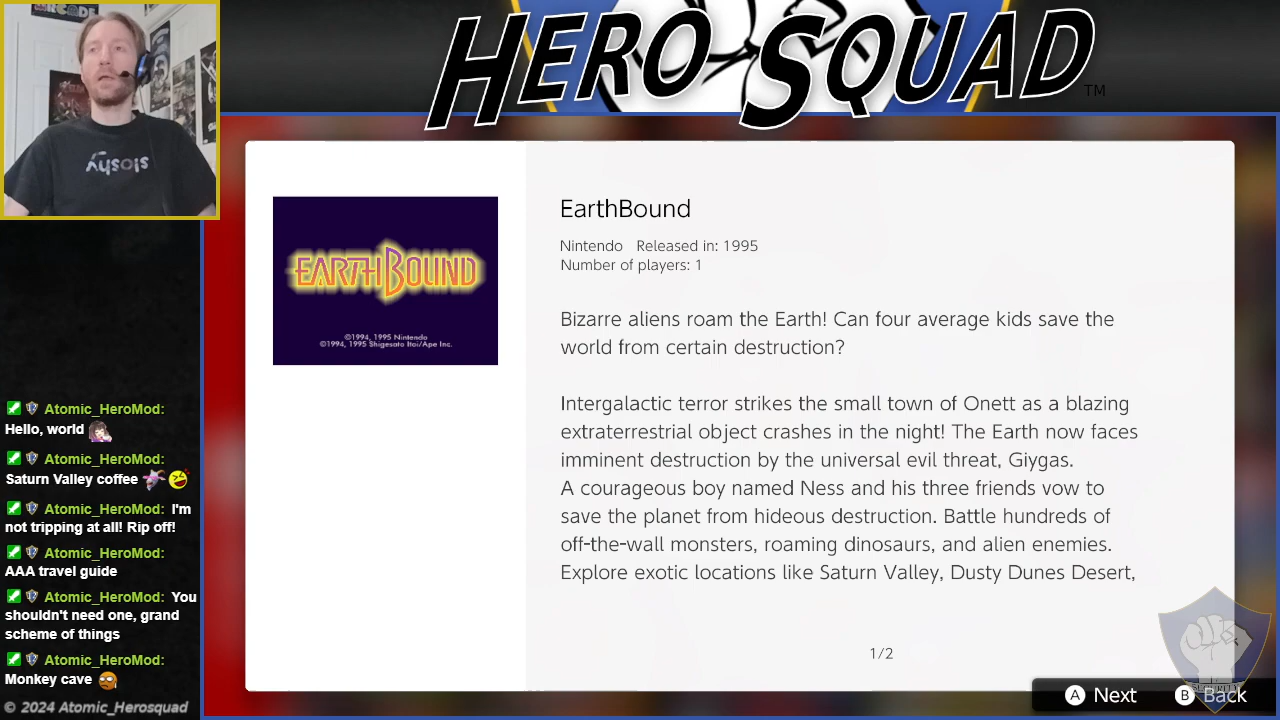 HERO SQUAD
TM
EARTHBOUND
©1994, 1995 Nintendo
©1994, 1995 Shigesato Itoi/Ape Inc.
EarthBound
Nintendo Released in: 1995
Number of players: 1
Bizarre aliens roam the Earth! Can four average kids save the
world from certain destruction?
Intergalactic terror strikes the small town of Onett as a blazing
extraterrestrial object crashes in the night! The Earth now faces
imminent destruction by the universal evil threat, Giygas.
A courageous boy named Ness and his three friends vow to
save the planet from hideous destruction. Battle hundreds of
off-the-wall monsters, roaming dinosaurs, and alien enemies.
Explore exotic locations like Saturn Valley, Dusty Dunes Desert,
1/2
A Next B Back
Atomic_HeroMod:
Hello, world
Atomic_HeroMod:
Saturn Valley coffee
Atomic_HeroMod: I'm
not tripping at all! Rip off!
Atomic_HeroMod:
AAA travel guide
Atomic_HeroMod: You
shouldn't need one, grand
scheme of things
Atomic_HeroMod:
Monkey cave
© 2024 Atomic_Herosquad